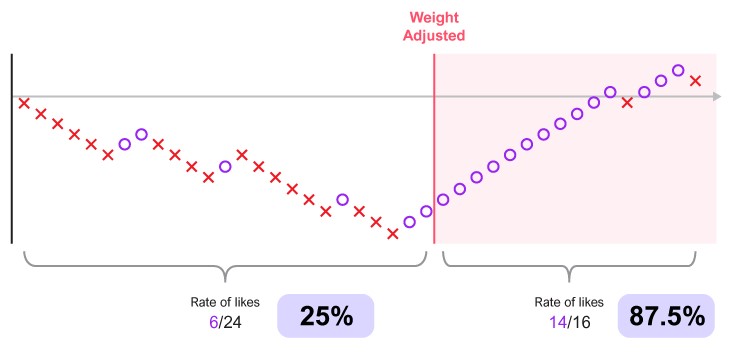 Weight
Adjusted
Rate of likes
6/24
25%
Rate of likes
14/16
87.5%